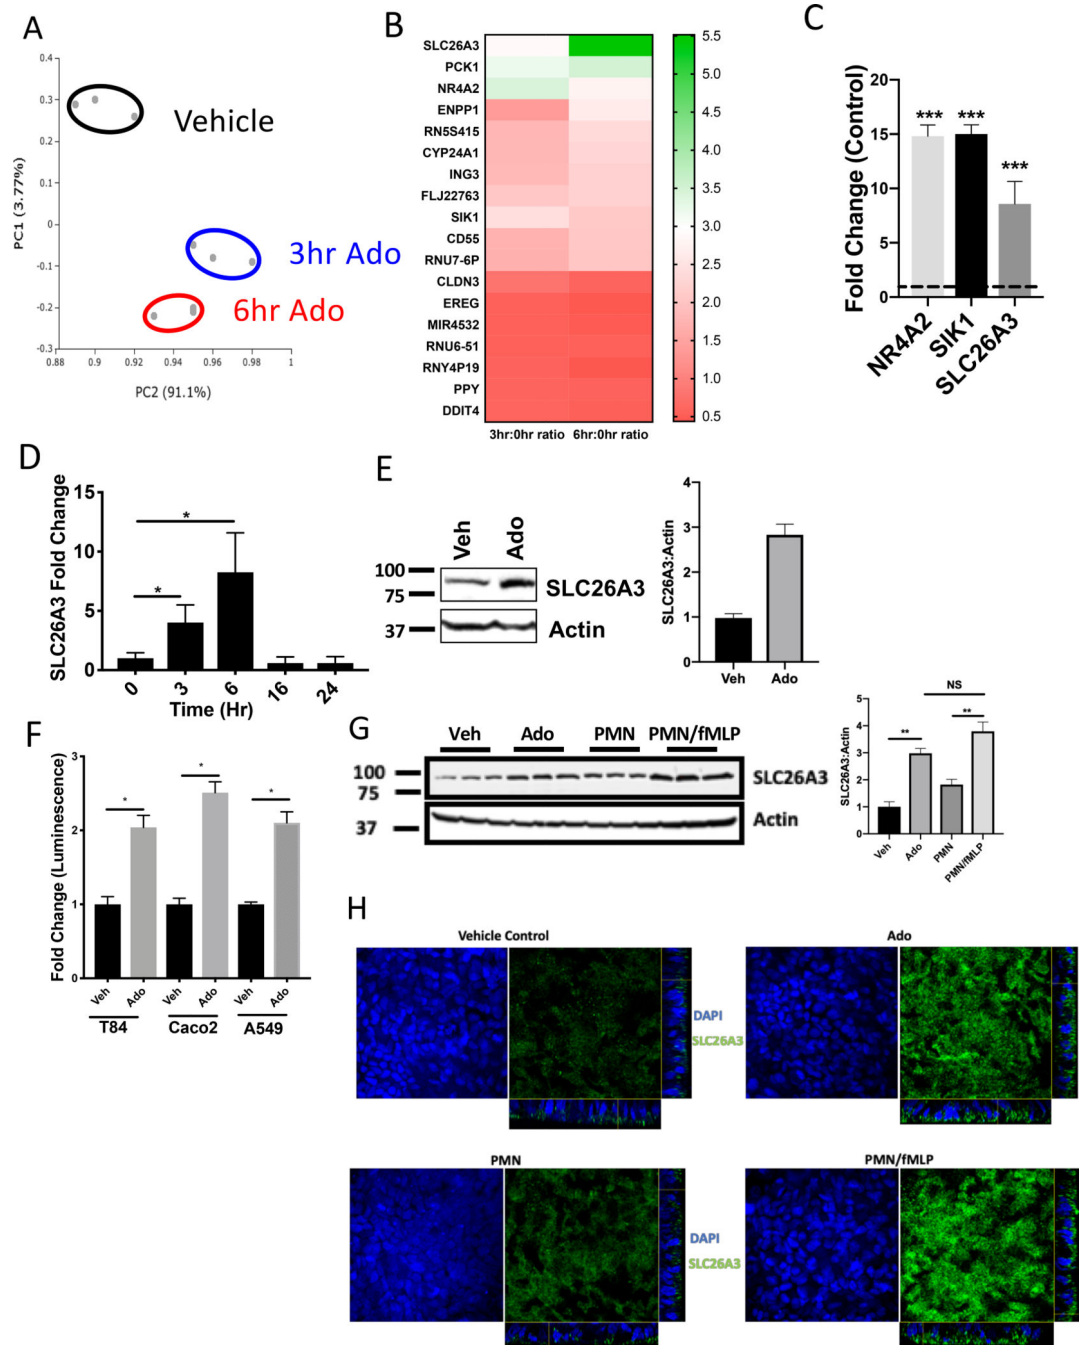 A
0.4
0.3
0.2
0.1
0
-0.1
-0.2
-0.3
PC1 (3.77%)
0.88
0.9
0.92
0.94
0.96
0.98
1
PC2 (91.1%)
Vehicle
3hr Ado
6hr Ado
B
SLC26A3
PCK1
NR4A2
ENPP1
RN5S415
CYP24A1
ING3
FLJ22763
SIK1
CD55
RNU7-6P
CLDN3
EREG
MIR4532
RNU6-51
RNY4P19
PPY
DDIT4
3hr:0hr ratio
6hr:0hr ratio
5.5
5.0
4.5
4.0
3.5
3.0
2.5
2.0
1.5
1.0
0.5
C
Fold Change (Control)
20
15
10
5
0
***
***
***
NR4A2
SIK1
SLC26A3
D
SLC26A3 Fold Change
15
10
5
0
*
*
0
3
6
16
24
Time (Hr)
E
Veh
Ado
100
75
37
SLC26A3
Actin
SLC26A3:Actin
4
3
2
1
0
Veh
Ado
F
Fold Change (Luminescence)
3
2
1
0
*
*
*
Veh
Ado
Veh
Ado
Veh
Ado
T84
Caco2
A549
G
Veh
Ado
PMN
PMN/fMLP
100
75
37
SLC26A3
Actin
SLC26A3:Actin
5
4
3
2
1
0
NS
**
**
Veh
Ado
PMN
PMN/fMLP
H
Vehicle Control
Ado
DAPI
SLC26A3
PMN
PMN/fMLP
DAPI
SLC26A3